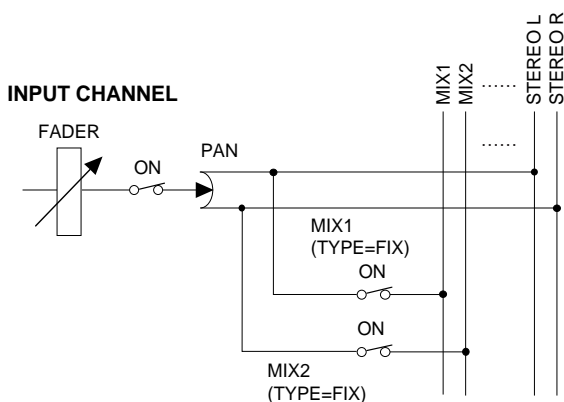 INPUT CHANNEL
FADER
ON
PAN
MIX1
MIX2
......
STEREO L
STEREO R
......
MIX1
(TYPE=FIX)
ON
ON
MIX2
(TYPE=FIX)